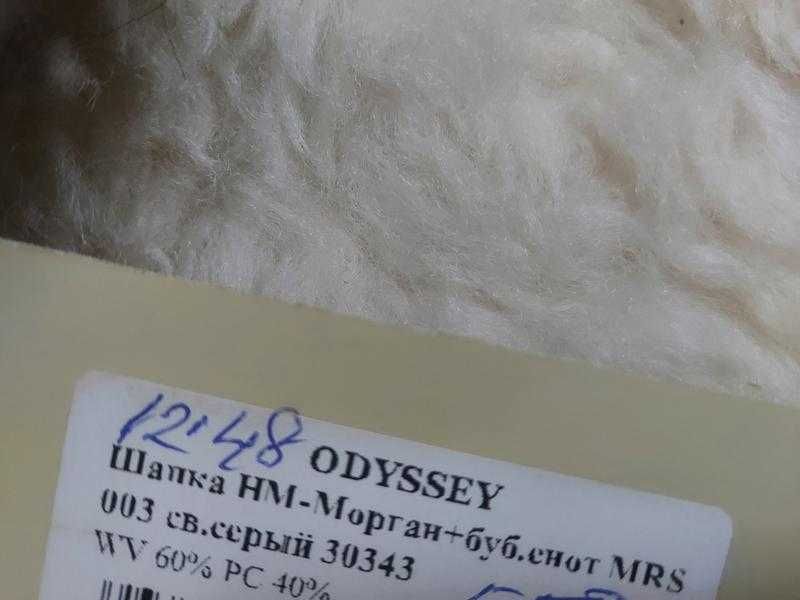 12.48 ODYSSEY
Шапка НМ-Морган+буб.енот MRS
003 св.серый 30343
WV 60% PC 40%